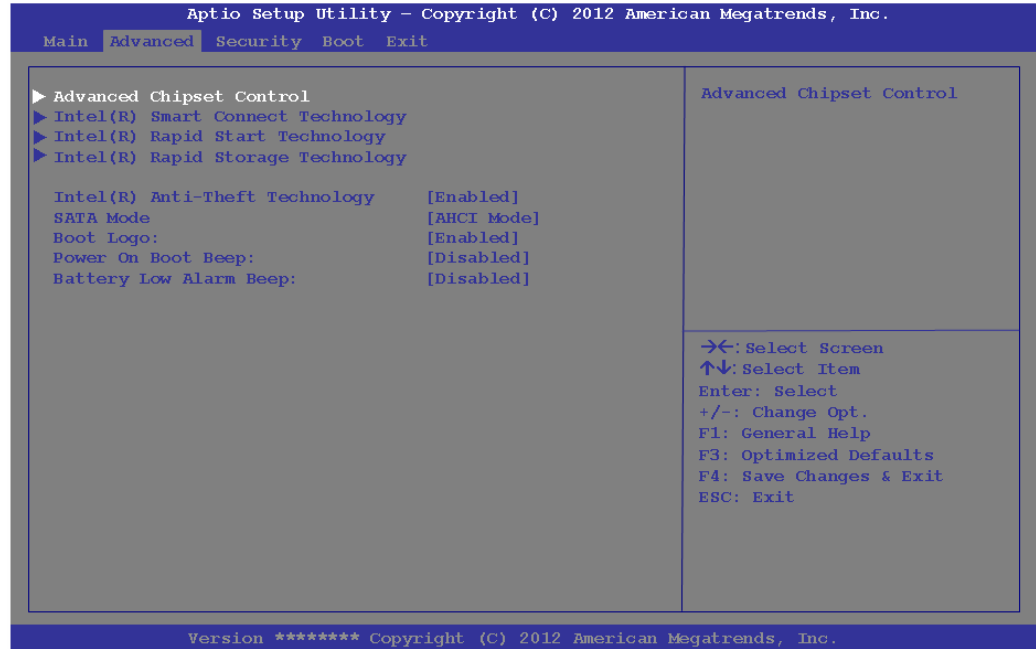 Aptio Setup Utility – Copyright (C) 2012 American Megatrends, Inc.
Main Advanced Security Boot Exit
Advanced Chipset Control
Intel(R) Smart Connect Technology
Intel(R) Rapid Start Technology
Intel(R) Rapid Storage Technology
Intel(R) Anti-Theft Technology [Enabled]
SATA Mode [AHCI Mode]
Boot Logo: [Enabled]
Power On Boot Beep: [Disabled]
Battery Low Alarm Beep: [Disabled]
Advanced Chipset Control
→←: Select Screen
↑↓: Select Item
Enter: Select
+/-: Change Opt.
F1: General Help
F3: Optimized Defaults
F4: Save Changes & Exit
ESC: Exit
Version ******** Copyright (C) 2012 American Megatrends, Inc.